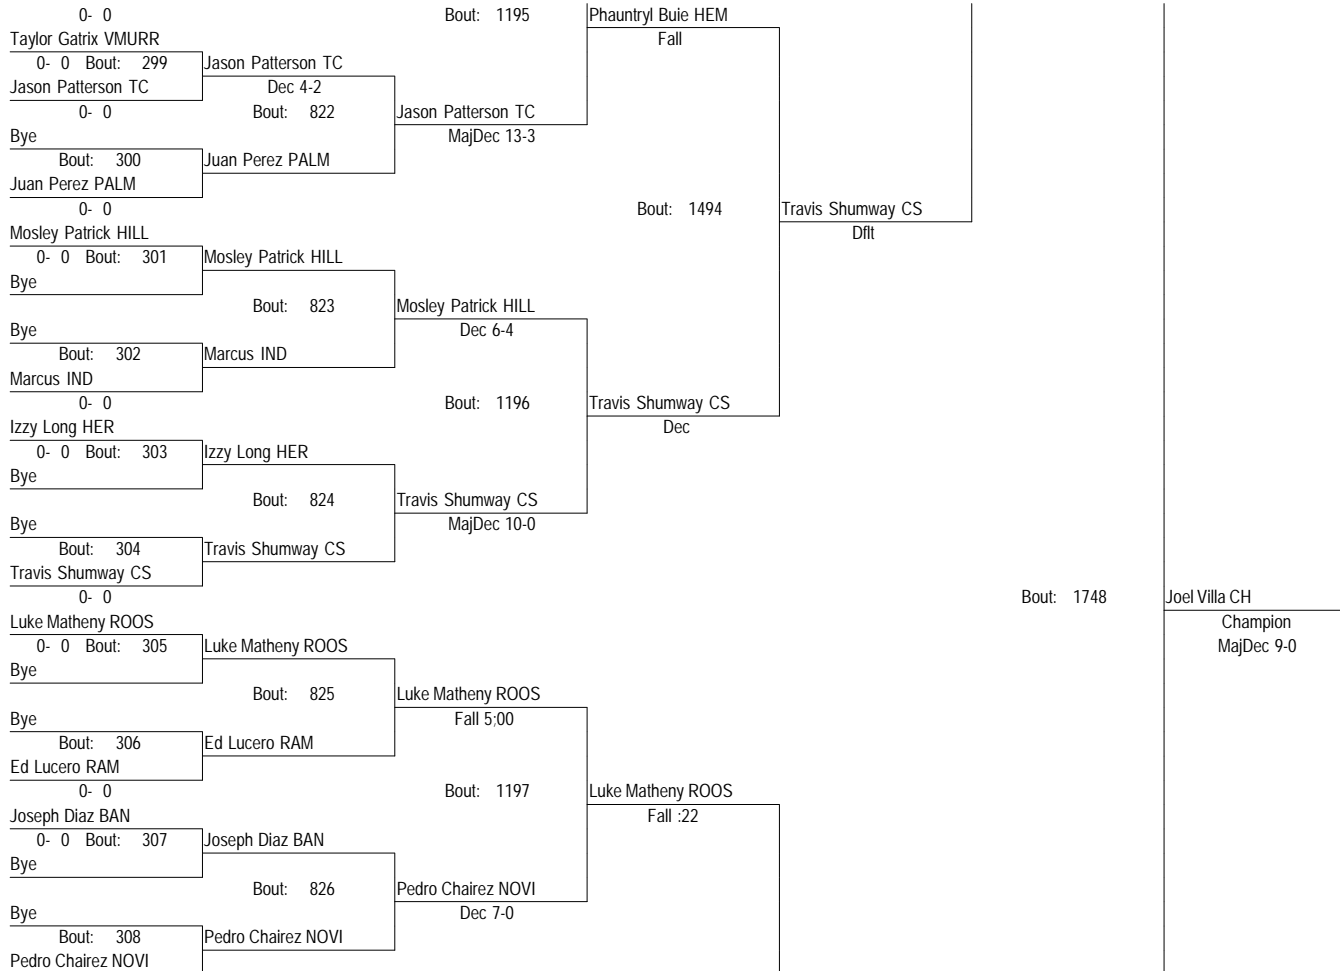 0- 0
Bout: 1195
Phauntryl Buie HEM
Taylor Gatrix VMURR
Fall
0- 0 Bout: 299
Jason Patterson TC
Jason Patterson TC
Dec 4-2
0- 0
Bout: 822
Jason Patterson TC
Bye
MajDec 13-3
Bout: 300
Juan Perez PALM
Juan Perez PALM
0- 0
Bout: 1494
Travis Shumway CS
Mosley Patrick HILL
Dflt
0- 0 Bout: 301
Mosley Patrick HILL
Bye
Bout: 823
Mosley Patrick HILL
Bye
Dec 6-4
Bout: 302
Marcus IND
Marcus IND
0- 0
Bout: 1196
Travis Shumway CS
Izzy Long HER
Dec
0- 0 Bout: 303
Izzy Long HER
Bye
Bout: 824
Travis Shumway CS
Bye
MajDec 10-0
Bout: 304
Travis Shumway CS
Travis Shumway CS
0- 0
Bout: 1748
Joel Villa CH
Luke Matheny ROOS
Champion
0- 0 Bout: 305
Luke Matheny ROOS
MajDec 9-0
Bye
Bout: 825
Luke Matheny ROOS
Bye
Fall 5;00
Bout: 306
Ed Lucero RAM
Ed Lucero RAM
0- 0
Bout: 1197
Luke Matheny ROOS
Joseph Diaz BAN
Fall :22
0- 0 Bout: 307
Joseph Diaz BAN
Bye
Bout: 826
Pedro Chairez NOVI
Bye
Dec 7-0
Bout: 308
Pedro Chairez NOVI
Pedro Chairez NOVI